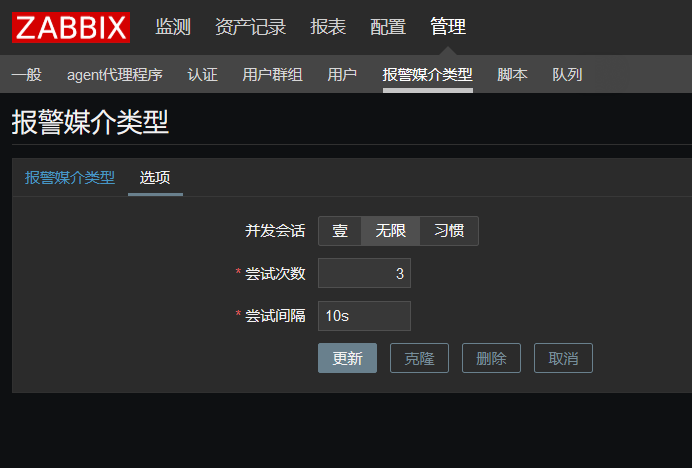 ZABBIX 监测 资产记录 报表 配置 管理
一般 agent代理程序 认证 用户群组 用户 报警媒介类型 脚本 队列
报警媒介类型
报警媒介类型 选项
并发会话 壹 无限 习惯
* 尝试次数 3
* 尝试间隔 10s
更新 克隆 删除 取消